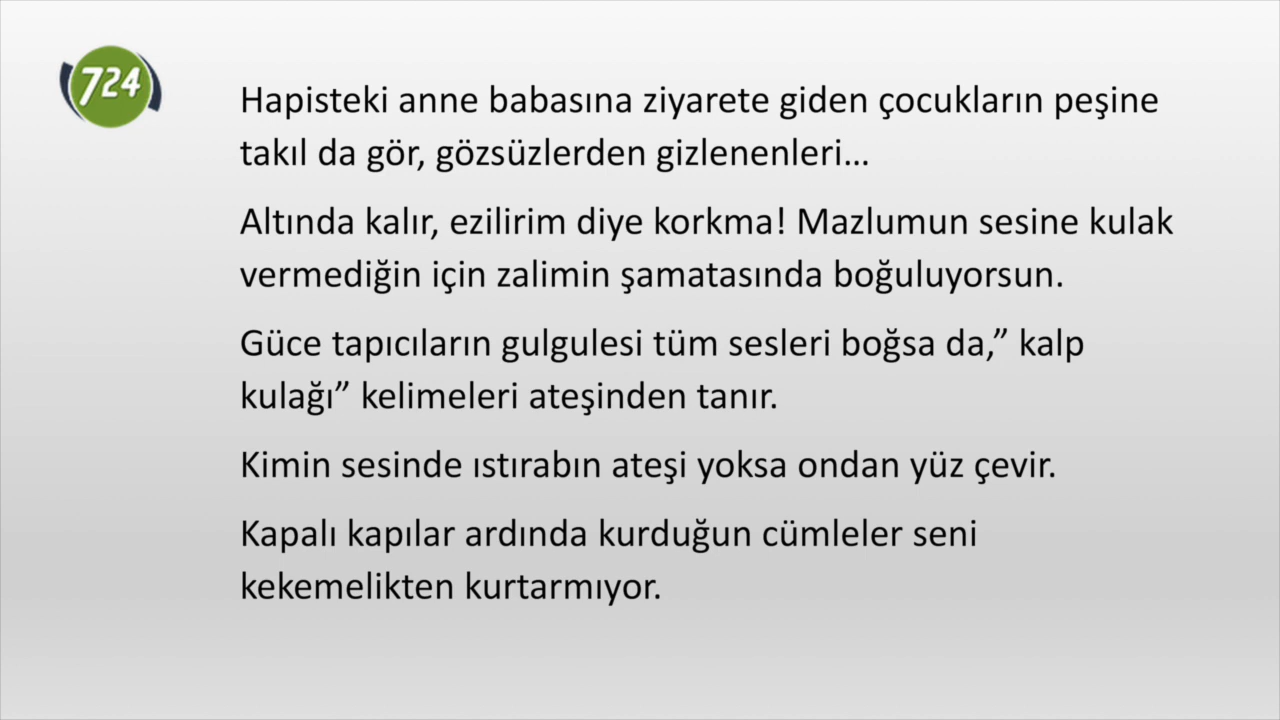 724
Hapisteki anne babasına ziyarete giden çocukların peşine
takıl da gör, gözsüzlerden gizlenenleri…
Altında kalır, ezilirim diye korkma! Mazlumun sesine kulak
vermediğin için zalimin şamatasında boğuluyorsun.
Güce tapıcıların gulgulesi tüm sesleri boğsa da,” kalp
kulağı” kelimeleri ateşinden tanır.
Kimin sesinde ıstırabın ateşi yoksa ondan yüz çevir.
Kapalı kapılar ardında kurduğun cümleler seni
kekemelikten kurtarmıyor.